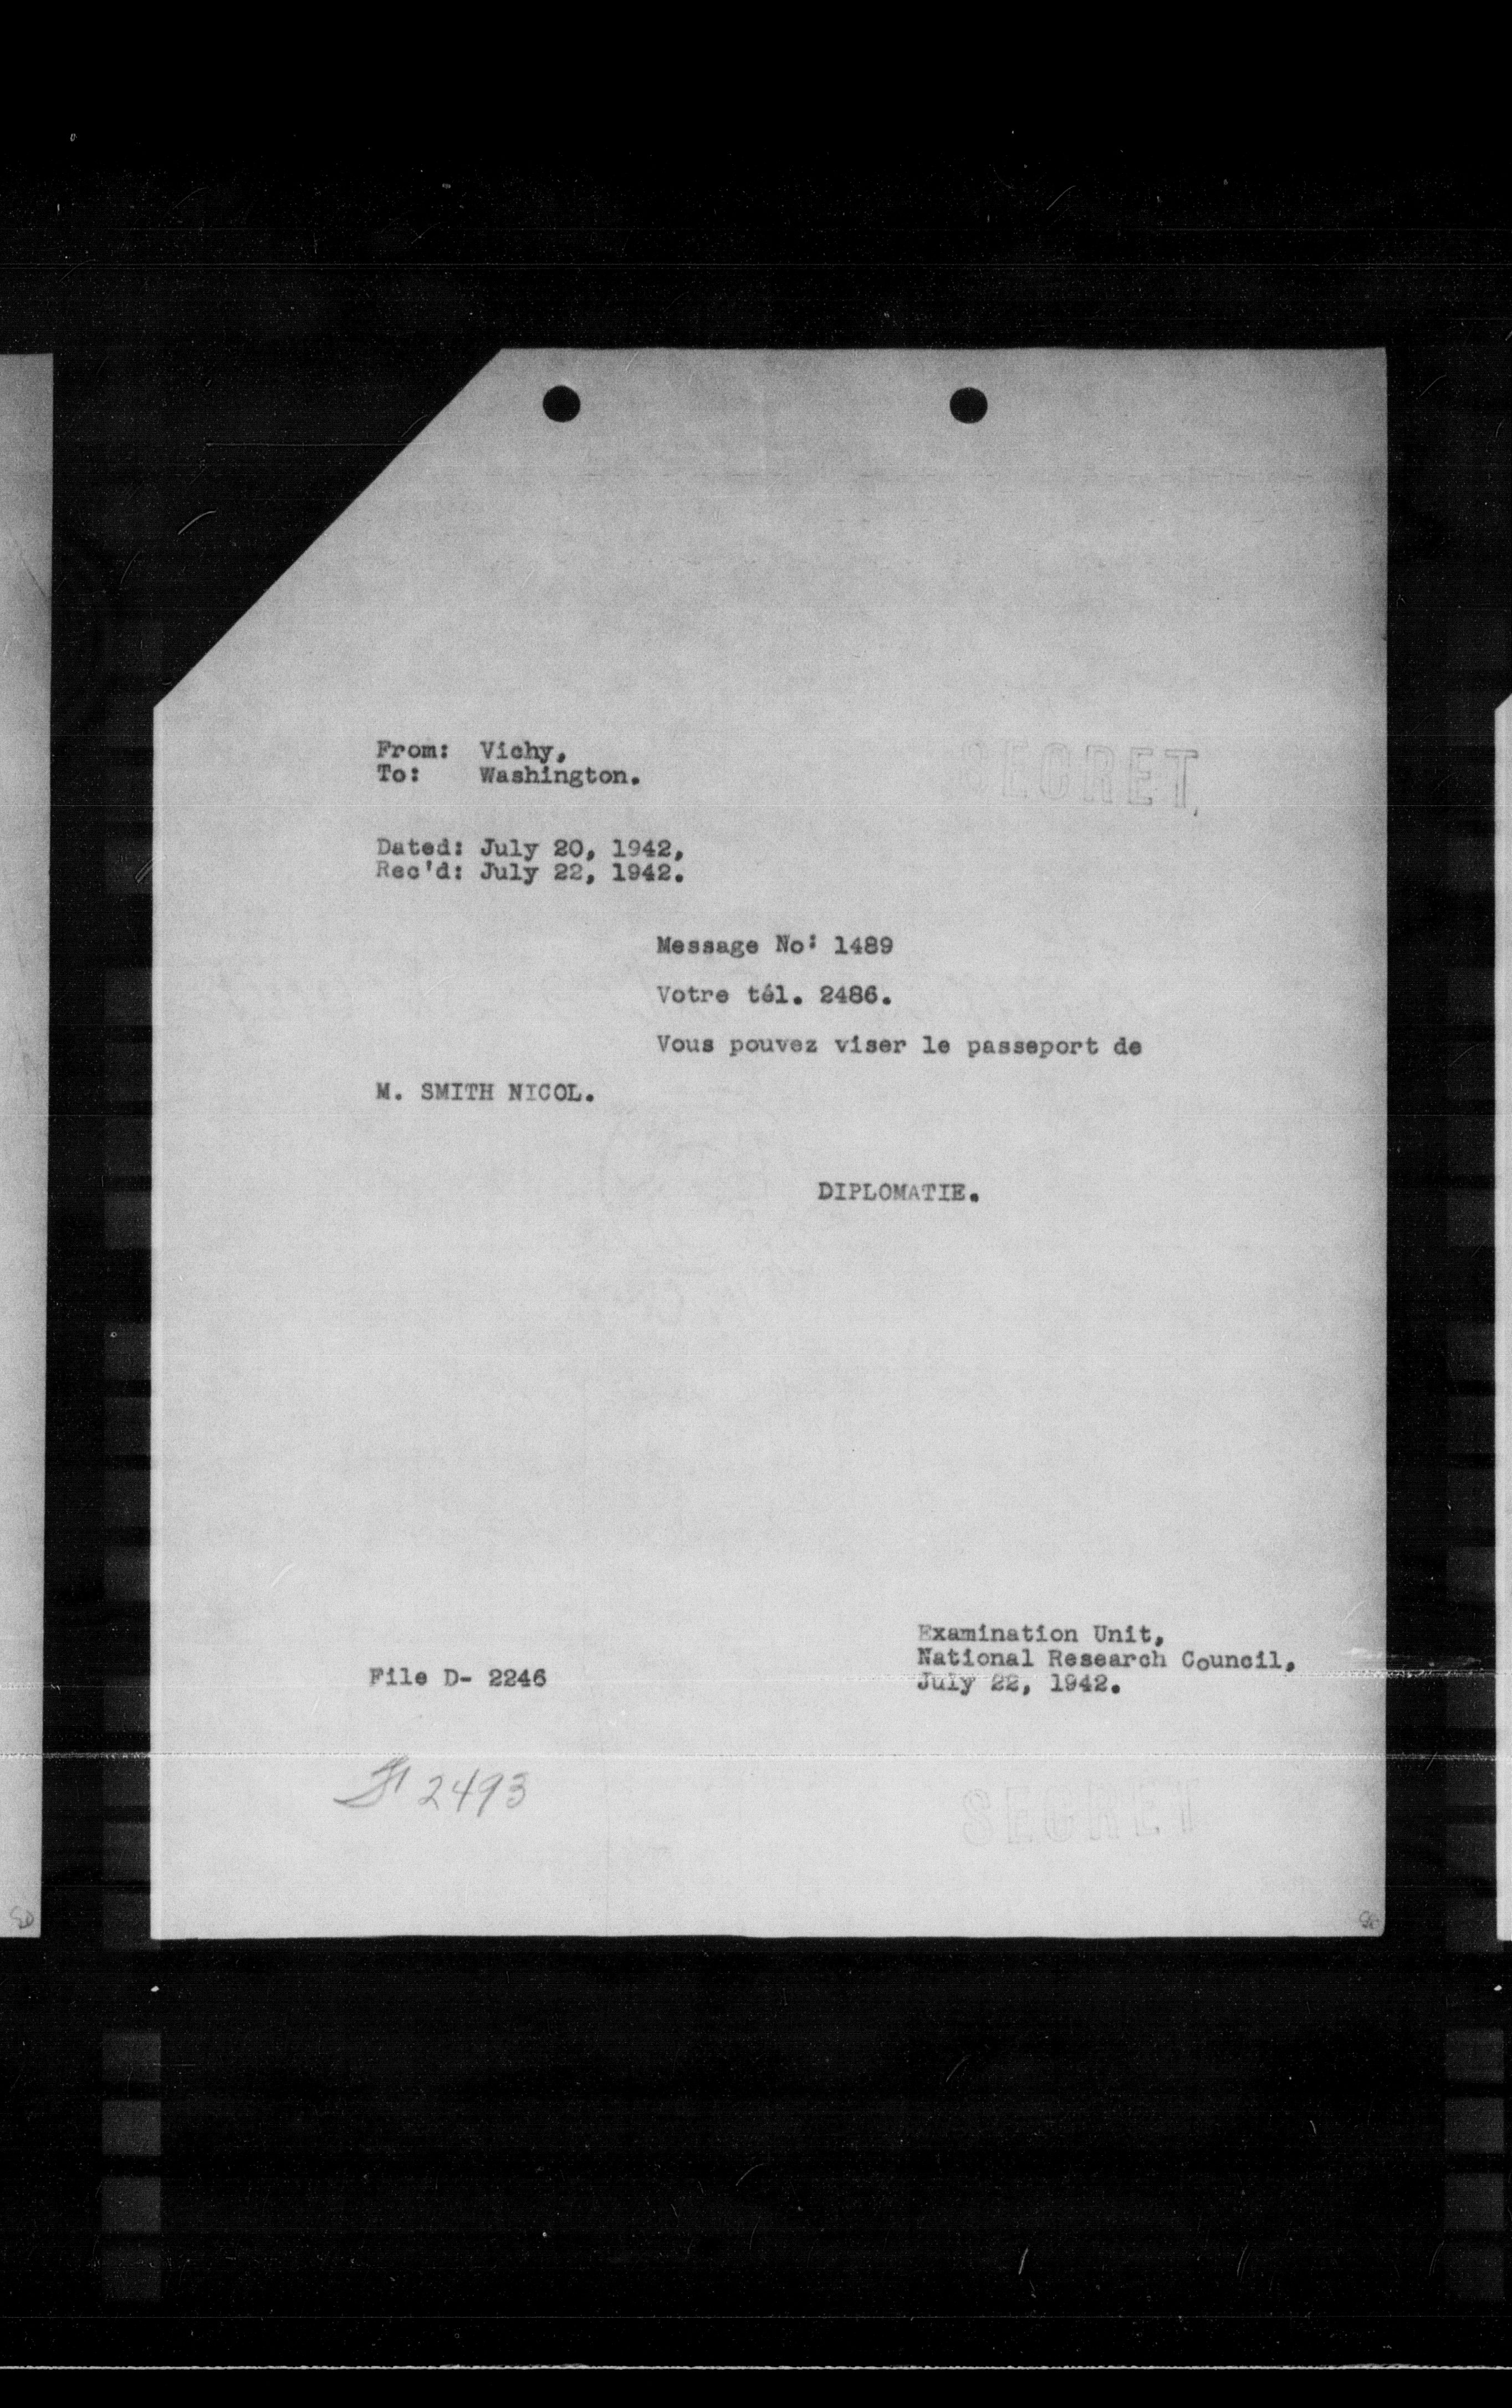 From: Vichy,
SECRET
To: Washington.
Dated: July 20, 1942,
Rec'd: July 22, 1942.
Message No: 1489
Votre tél. 2486.
Vous pouvez viser le passeport de
M. SMITH NICOL.
DIPLOMATIE.
Examination Unit,
National Research Council,
File D- 2246
July 22, 1942.
2493
SECRET